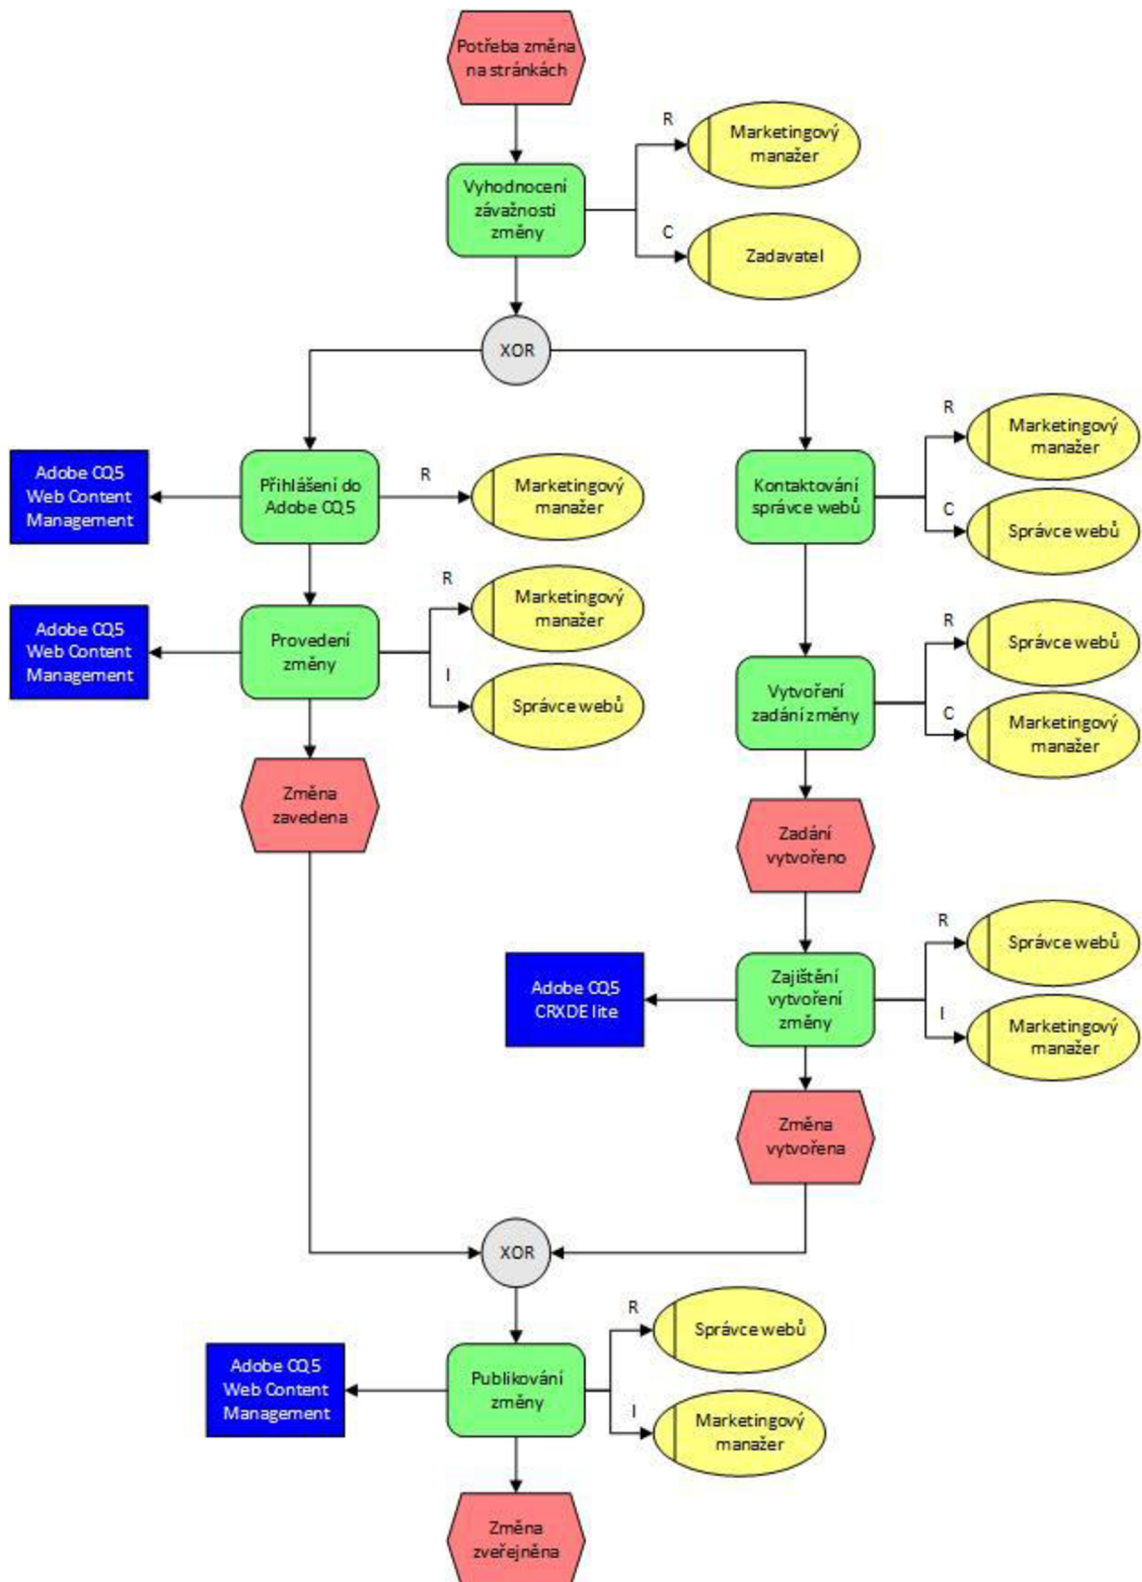 Potřeba změna
na stránkách
R
Marketingový
manažer
Vyhodnocení
závažnosti
změny
C
Zadavatel
XOR
Adobe CQ5
Web Content
Management
Přihlášení do
Adobe CQ5
R
Marketingový
manažer
Kontaktování
správce webů
R
Marketingový
manažer
C
Správce webů
Adobe CQ5
Web Content
Management
Provedení
změny
R
Marketingový
manažer
I
Správce webů
Vytvoření
zadání změny
R
Správce webů
C
Marketingový
manažer
Změna
zavedena
Zadání
vytvořeno
Adobe CQ5
CRXDE lite
Zajištění
vytvoření
změny
R
Správce webů
I
Marketingový
manažer
Změna
vytvořena
XOR
Adobe CQ5
Web Content
Management
Publikování
změny
R
Správce webů
I
Marketingový
manažer
Změna
zveřejněna